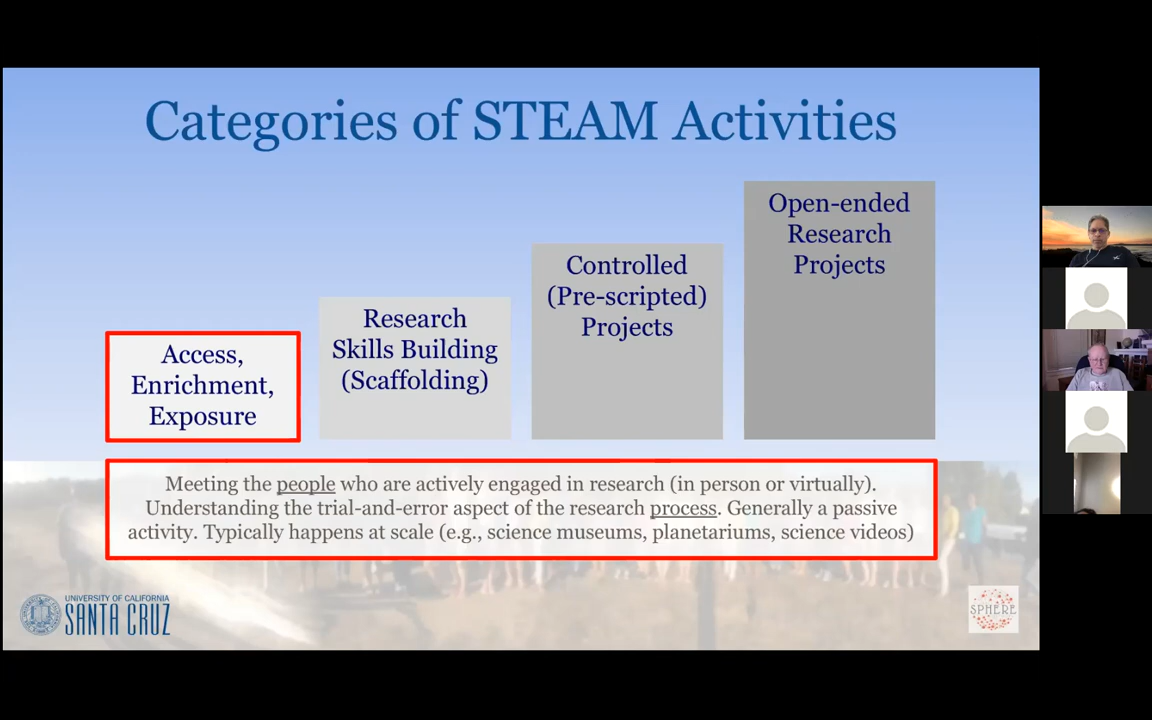 Categories of STEAM Activities
Access,
Enrichment,
Exposure
Research
Skills Building
(Scaffolding)
Controlled
(Pre-scripted)
Projects
Open-ended
Research
Projects
Meeting the people who are actively engaged in research (in person or virtually).
Understanding the trial-and-error aspect of the research process. Generally a passive
activity. Typically happens at scale (e.g., science museums, planetariums, science videos)
UNIVERSITY OF CALIFORNIA
SANTA CRUZ
SPHERE